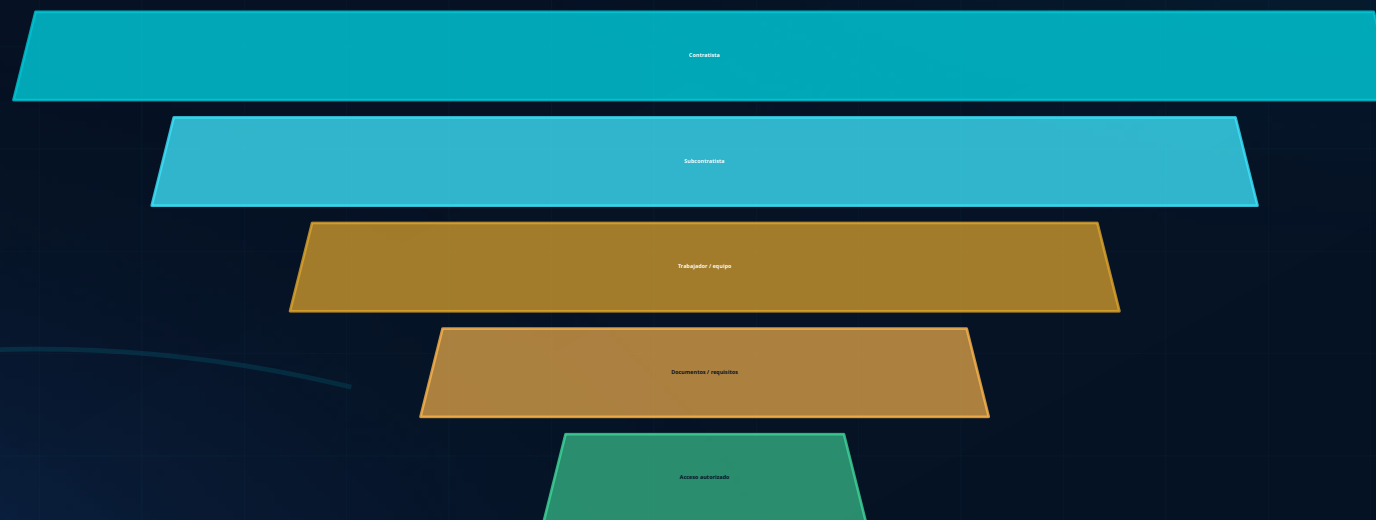 Contratista
Subcontratista
Trabajador / equipo
Documentos / requisitos
Acceso autorizado